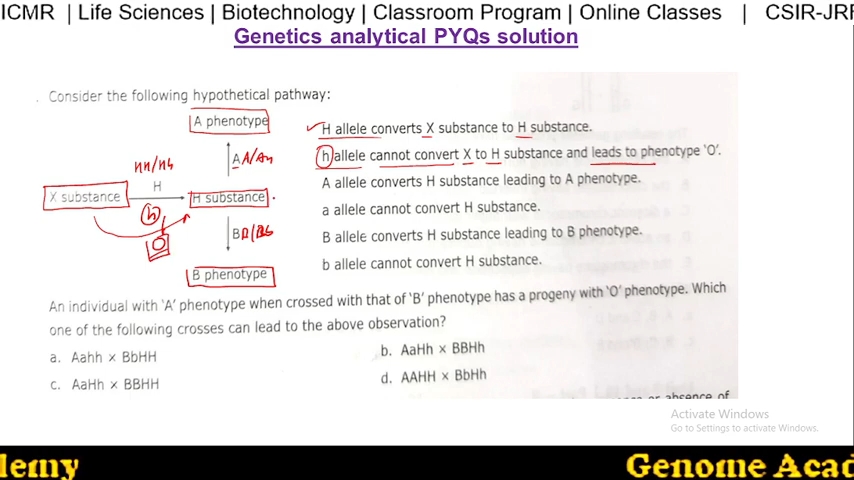 ICMR | Life Sciences | Biotechnology | Classroom Program | Online Classes | CSIR-JRF
Genetics analytical PYQs solution
Consider the following hypothetical pathway:
A phenotype
H allele converts X substance to H substance.
h allele cannot convert X to H substance and leads to phenotype 'O'.
HH/Hh
A
H
A allele converts H substance leading to A phenotype.
X substance
H substance
a allele cannot convert H substance.
h
B
B allele converts H substance leading to B phenotype.
O
b allele cannot convert H substance.
B phenotype
An individual with 'A' phenotype when crossed with that of 'B' phenotype has a progeny with 'O' phenotype. Which
one of the following crosses can lead to the above observation?
a. Aahh × BbHH
b. AaHh × BBHh
c. AaHh × BBHH
d. AAHH × BbHh
or absence of
Activate Windows
Go to Settings to activate Windows.
demy
Genome Acad